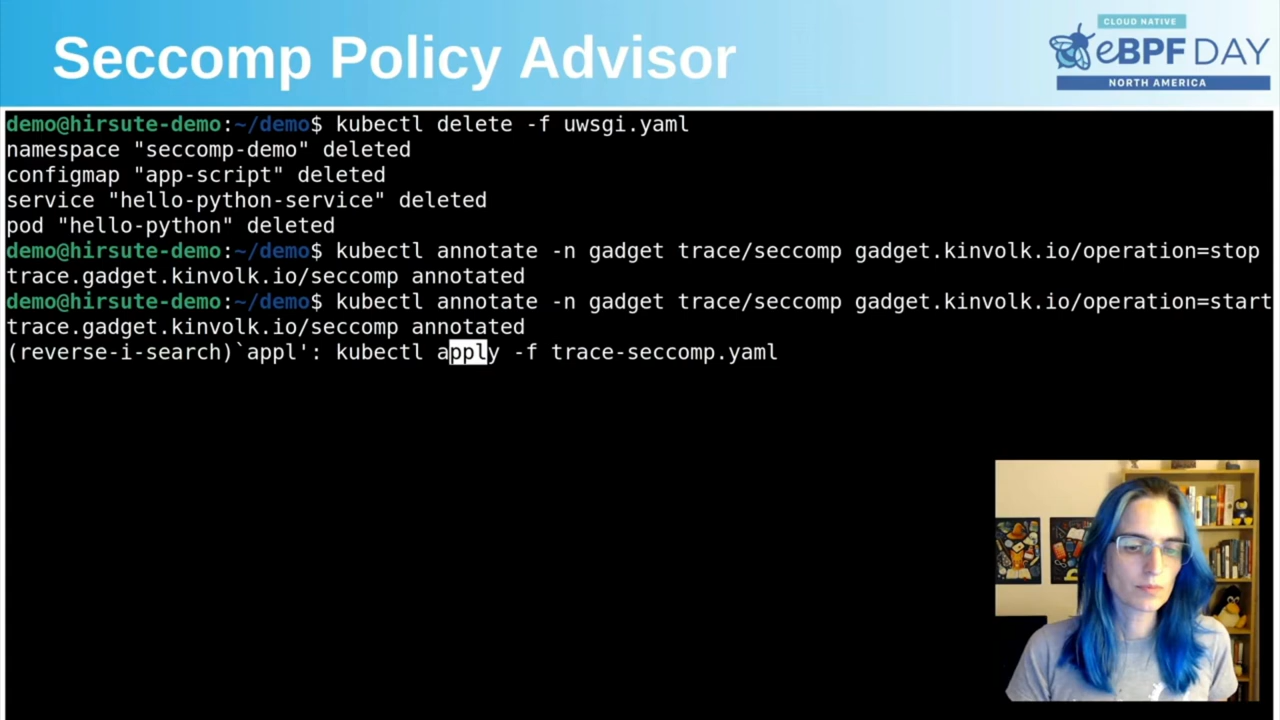 Seccomp Policy Advisor
CLOUD NATIVE
eBPF DAY
NORTH AMERICA
demo@hirsute-demo:~/demo$ kubectl delete -f uwsgi.yaml
namespace "seccomp-demo" deleted
configmap "app-script" deleted
service "hello-python-service" deleted
pod "hello-python" deleted
demo@hirsute-demo:~/demo$ kubectl annotate -n gadget trace/seccomp gadget.kinvolk.io/operation=stop
trace.gadget.kinvolk.io/seccomp annotated
demo@hirsute-demo:~/demo$ kubectl annotate -n gadget trace/seccomp gadget.kinvolk.io/operation=start
trace.gadget.kinvolk.io/seccomp annotated
(reverse-i-search)`appl': kubectl apply -f trace-seccomp.yaml